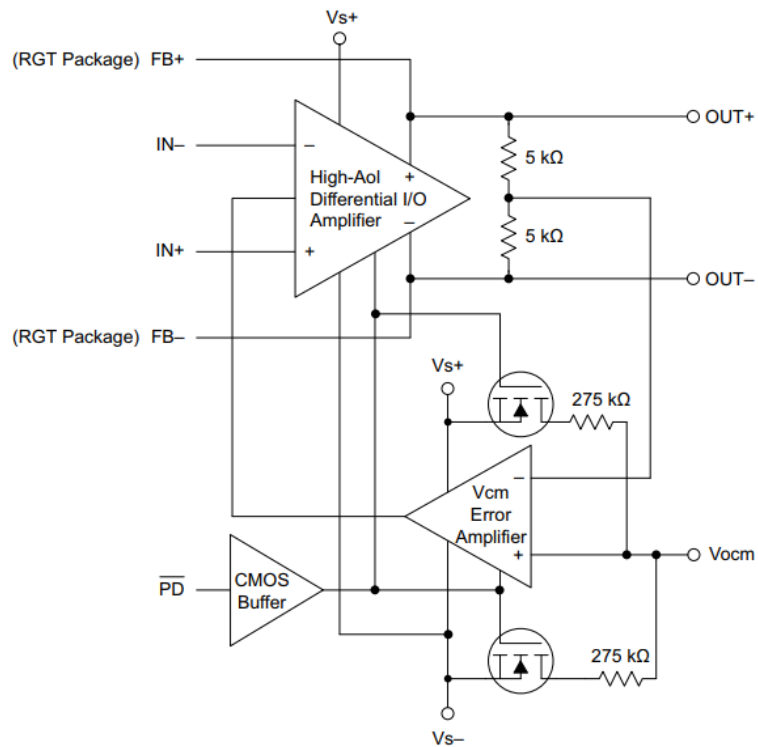 Vs+
(RGT Package) FB+
OUT+
IN–
–
5 kΩ
High-Aol
+
Differential I/O
Amplifier
–
5 kΩ
IN+
+
OUT–
(RGT Package) FB–
Vs+
275 kΩ
–
Vcm
Error
Amplifier
+
Vocm
PD
CMOS
Buffer
275 kΩ
Vs–